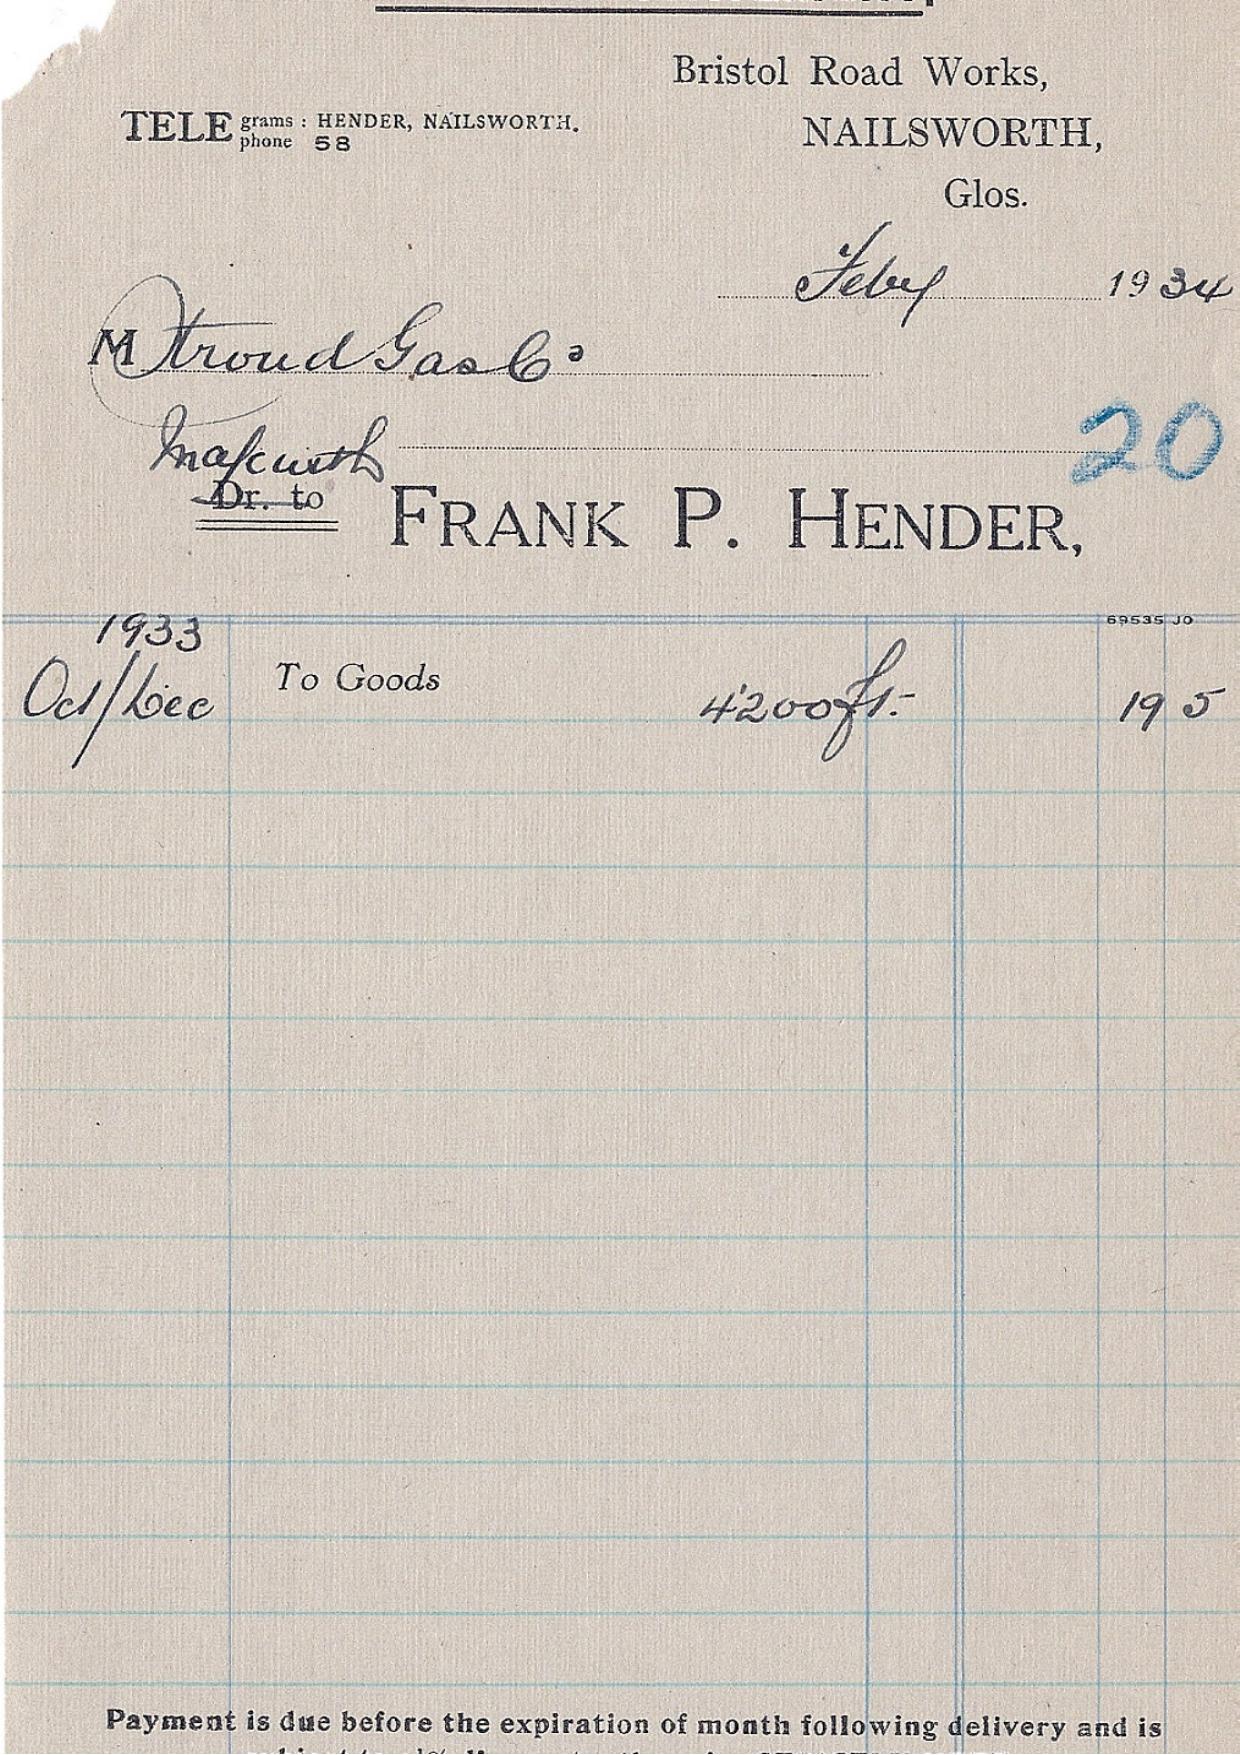 Bristol Road Works,
TELE grams : HENDER, NAILSWORTH.
phone 58
NAILSWORTH,
Glos.
Feby 1934
M Stroud Gas Co
20
Dr. to FRANK P. HENDER,
69535 JO
1933
Oct/Dec To Goods 4200 ft. 19 5
Payment is due before the expiration of month following delivery and is